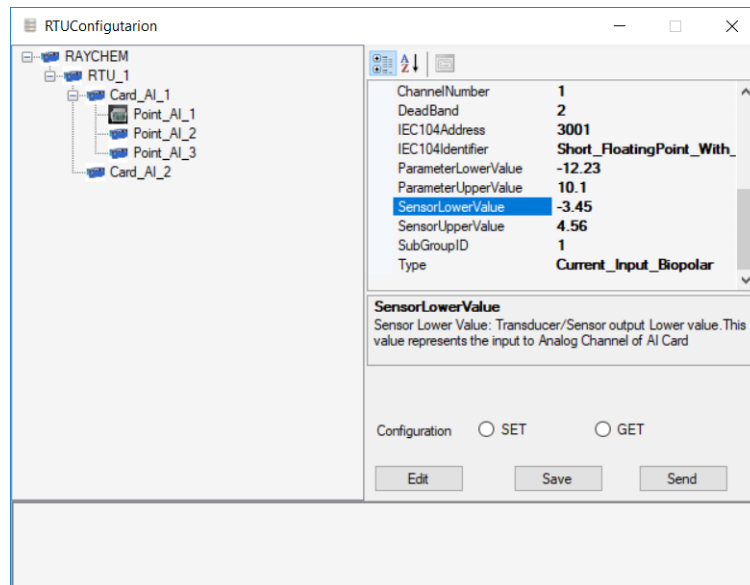 RTUConfigutarion
RAYCHEM
RTU_1
Card_AI_1
Point_AI_1
Point_AI_2
Point_AI_3
Card_AI_2
ChannelNumber 1
DeadBand 2
IEC104Address 3001
IEC104Identifier Short_FloatingPoint_With_
ParameterLowerValue -12.23
ParameterUpperValue 10.1
SensorLowerValue -3.45
SensorUpperValue 4.56
SubGroupID 1
Type Current_Input_Biopolar
SensorLowerValue
Sensor Lower Value: Transducer/Sensor output Lower value.This
value represents the input to Analog Channel of AI Card
Configuration SET GET
Edit Save Send